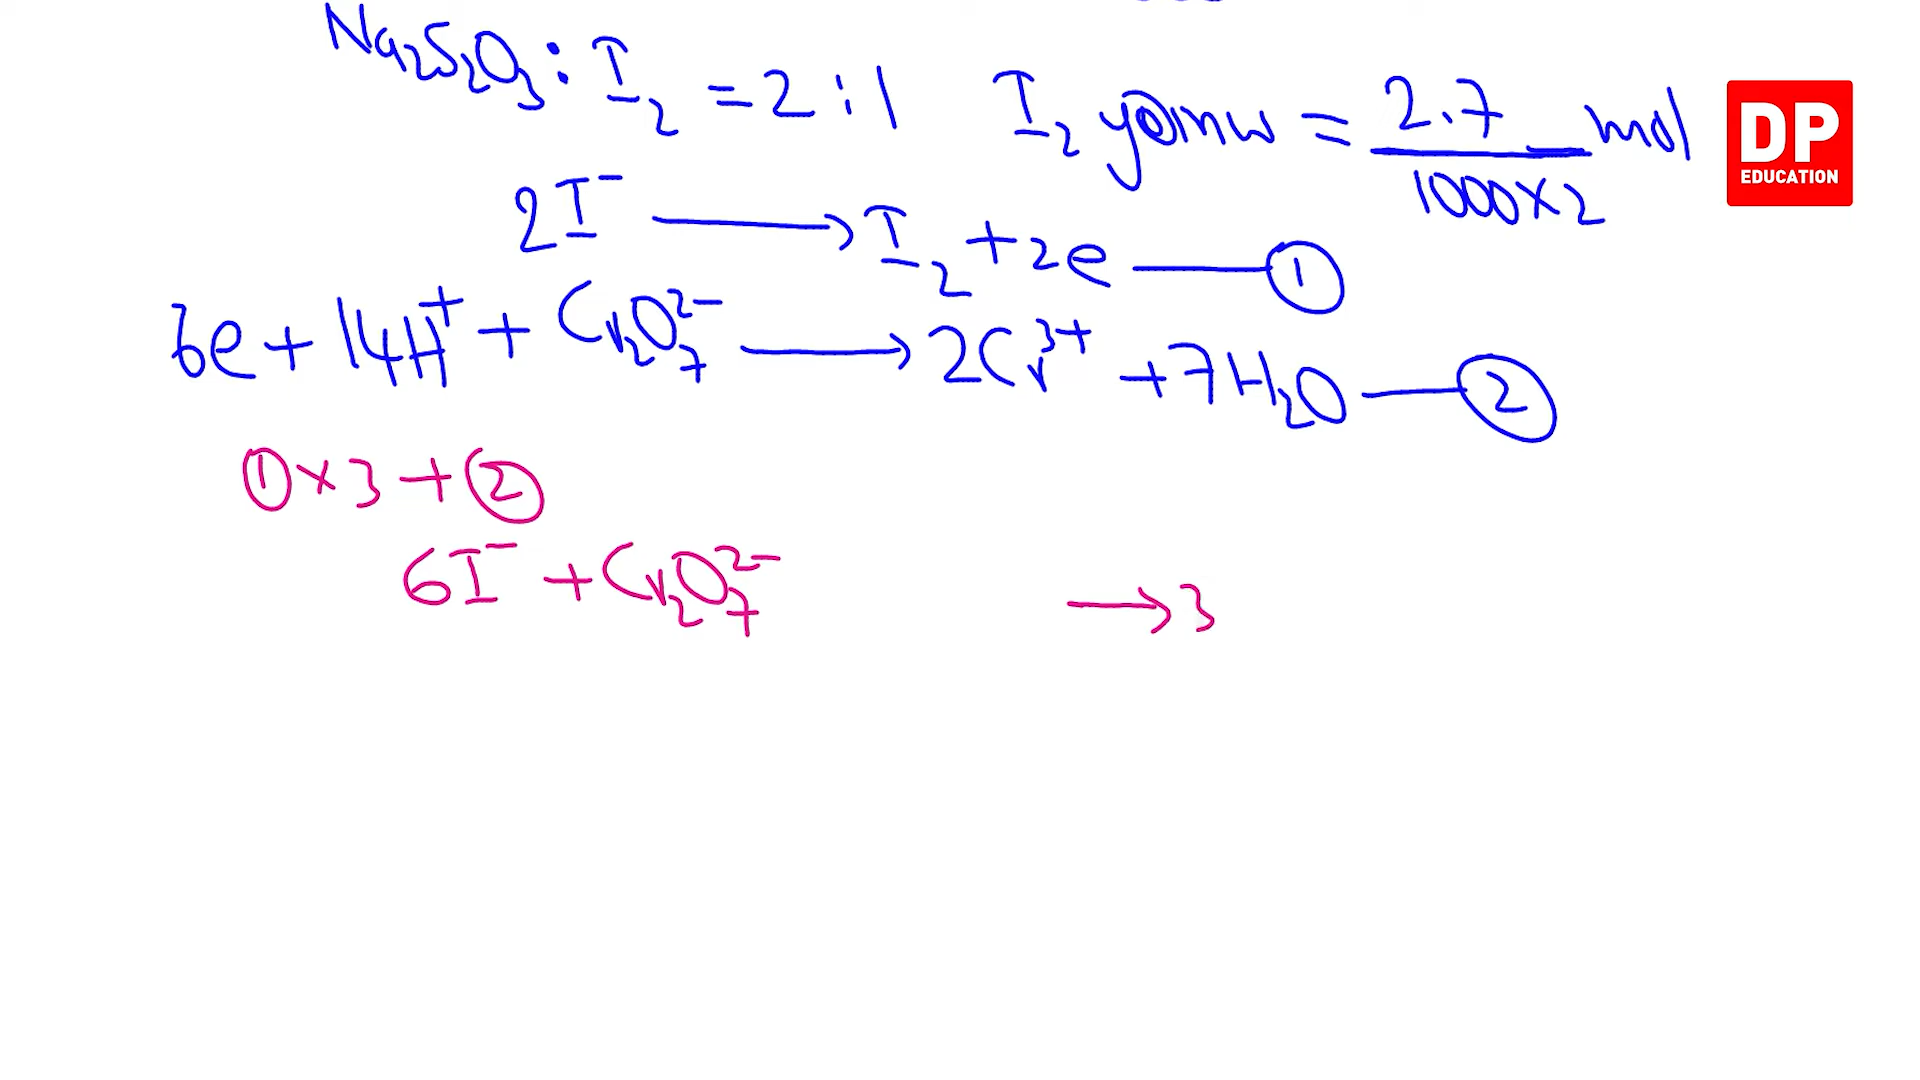 Na₂S₂O₃ : I₂ = 2 : 1
I₂ = 2.7 / 1000 × 2 mol
DP
EDUCATION
2I⁻ ⟶ I₂ + 2e — ①
6e + 14H⁺ + Cr₂O₇²⁻ ⟶ 2Cr³⁺ + 7H₂O — ②
① × 3 + ②
6I⁻ + Cr₂O₇²⁻ ⟶ 3